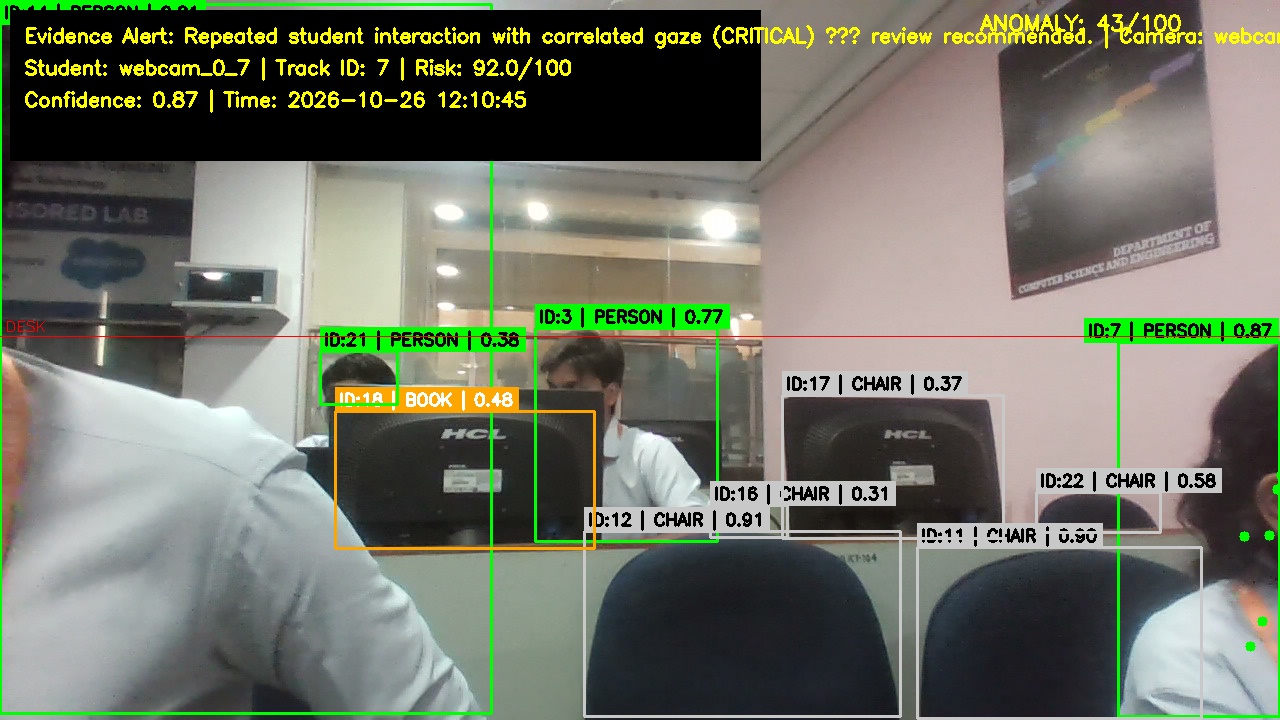 Evidence Alert: Repeated student interaction with correlated gaze (CRITICAL) ??? review recommended. | Camera: webcam
ANOMALY: 43/100
Student: webcam_0_7 | Track ID: 7 | Risk: 92.0/100
Confidence: 0.87 | Time: 2026-10-26 12:10:45
Technology
NSORED LAB
DEPARTMENT OF
COMPUTER SCIENCE AND ENGINEERING
DESK
ID:21 | PERSON | 0.38
ID:3 | PERSON | 0.77
ID:7 | PERSON | 0.87
ID:18 | BOOK | 0.48
ID:17 | CHAIR | 0.37
HCL
HCL
HCL
ID:22 | CHAIR | 0.58
ID:16 | CHAIR | 0.31
ID:12 | CHAIR | 0.91
ID:11 | CHAIR | 0.90